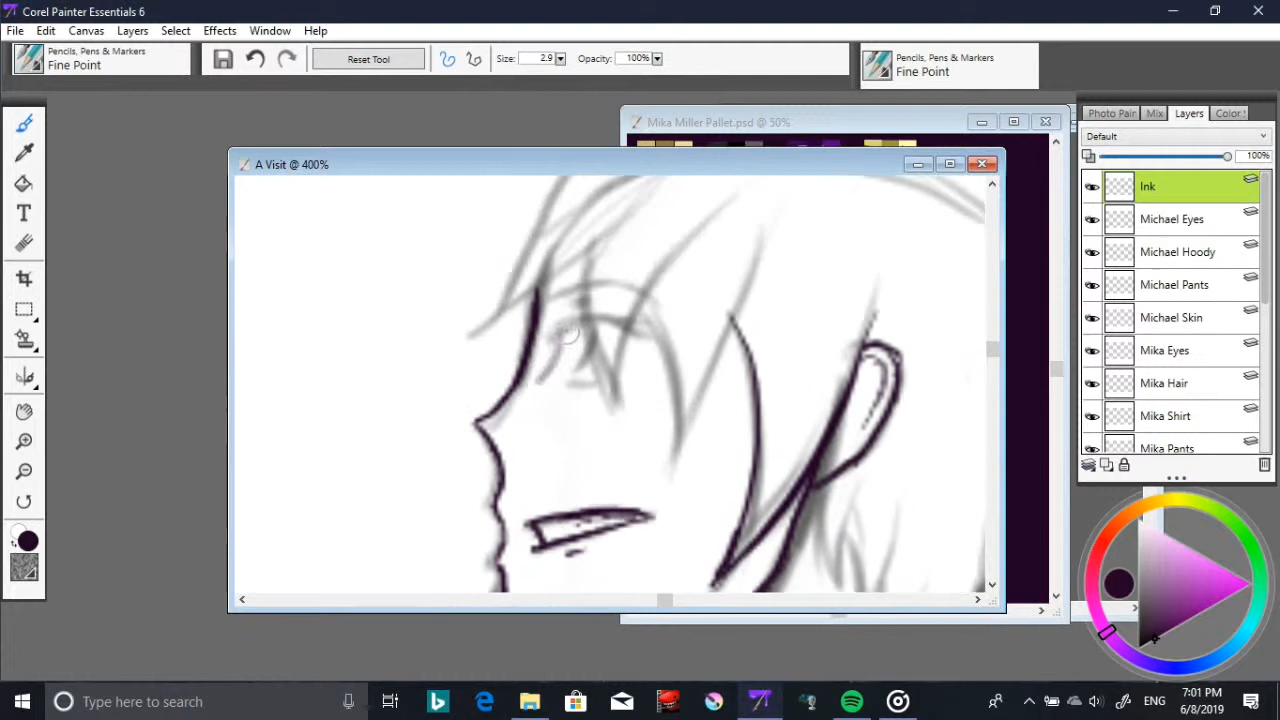 Corel Painter Essentials 6
File Edit Canvas Layers Select Effects Window Help
Pencils, Pens & Markers
Fine Point
Reset Tool
Size: 2.9
Opacity: 100%
Pencils, Pens & Markers
Fine Point
Mika Miller Pallet.psd @ 50%
A Visit @ 400%
Photo Pain Mix Layers Color
Default
100%
Ink
Michael Eyes
Michael Hoody
Michael Pants
Michael Skin
Mika Eyes
Mika Hair
Mika Shirt
Mika Pants
Type here to search
ENG
7:01 PM
6/8/2019